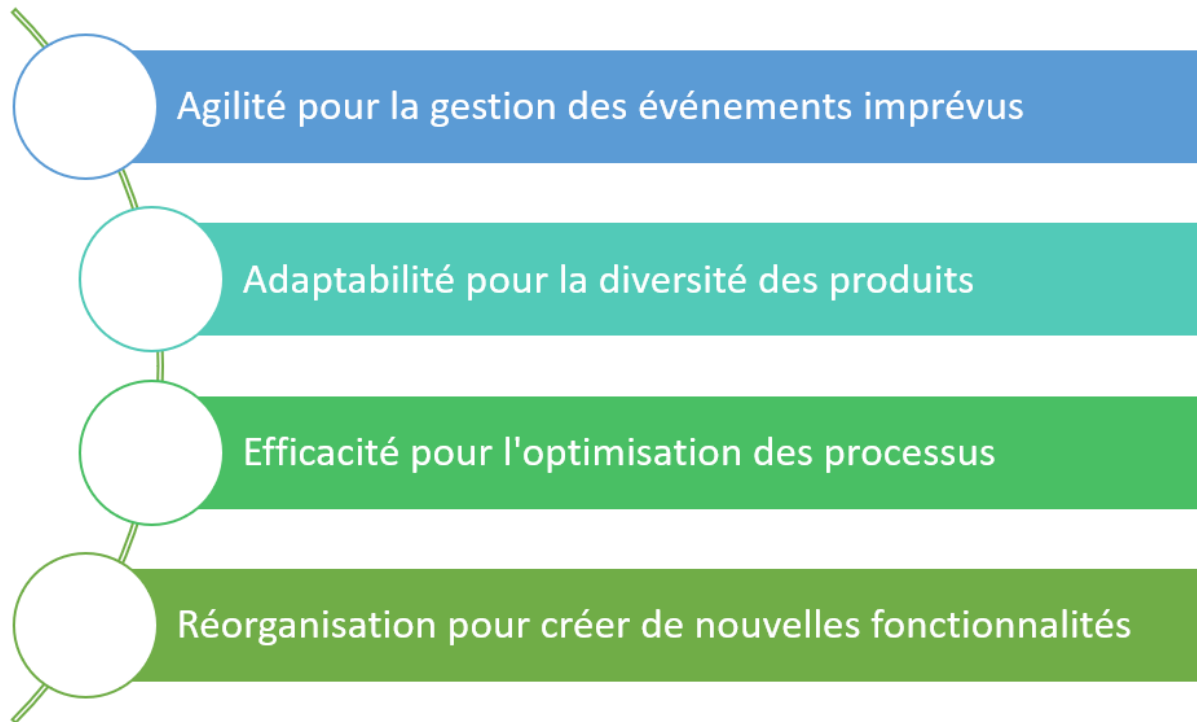 Agilité pour la gestion des événements imprévus
Adaptabilité pour la diversité des produits
Efficacité pour l'optimisation des processus
Réorganisation pour créer de nouvelles fonctionnalités